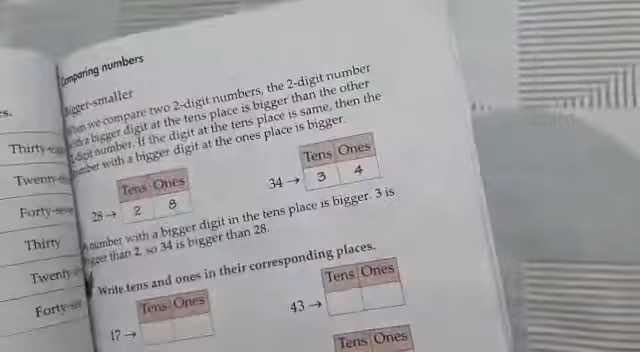 es.
Thirty
Twenty
Forty
Thirty
Twenty
Forty
Comparing numbers
Bigger-smaller
we compare two 2-digit numbers, the 2-digit number
a bigger digit at the tens place is bigger than the other
digit number. If the digit at the tens place is same, then the
number with a bigger digit at the ones place is bigger.
Tens Ones
28 → 2 8
Tens Ones
34 → 3 4
A number with a bigger digit in the tens place is bigger. 3 is
than 2, so 34 is bigger than 28.
Write tens and ones in their corresponding places.
Tens Ones
17 →
Tens Ones
43 →
Tens Ones